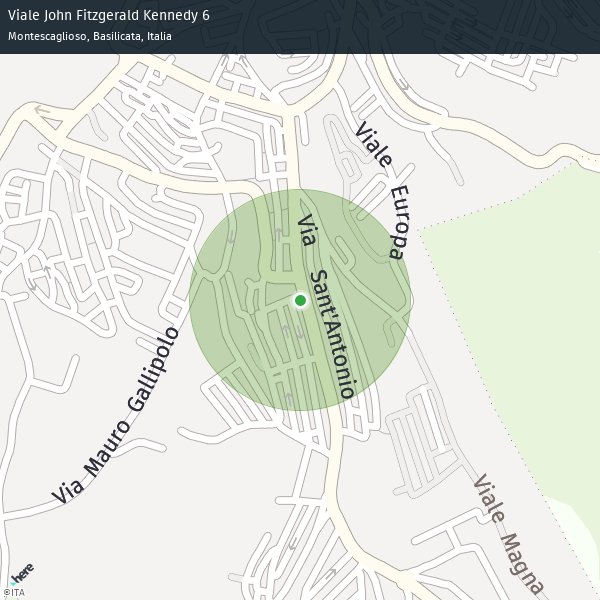 Viale John Fitzgerald Kennedy 6
Montescaglioso, Basilicata, Italia
Viale Europa
Via Sant'Antonio
Via Mauro Gallipolo
Viale Magna
here
©ITA